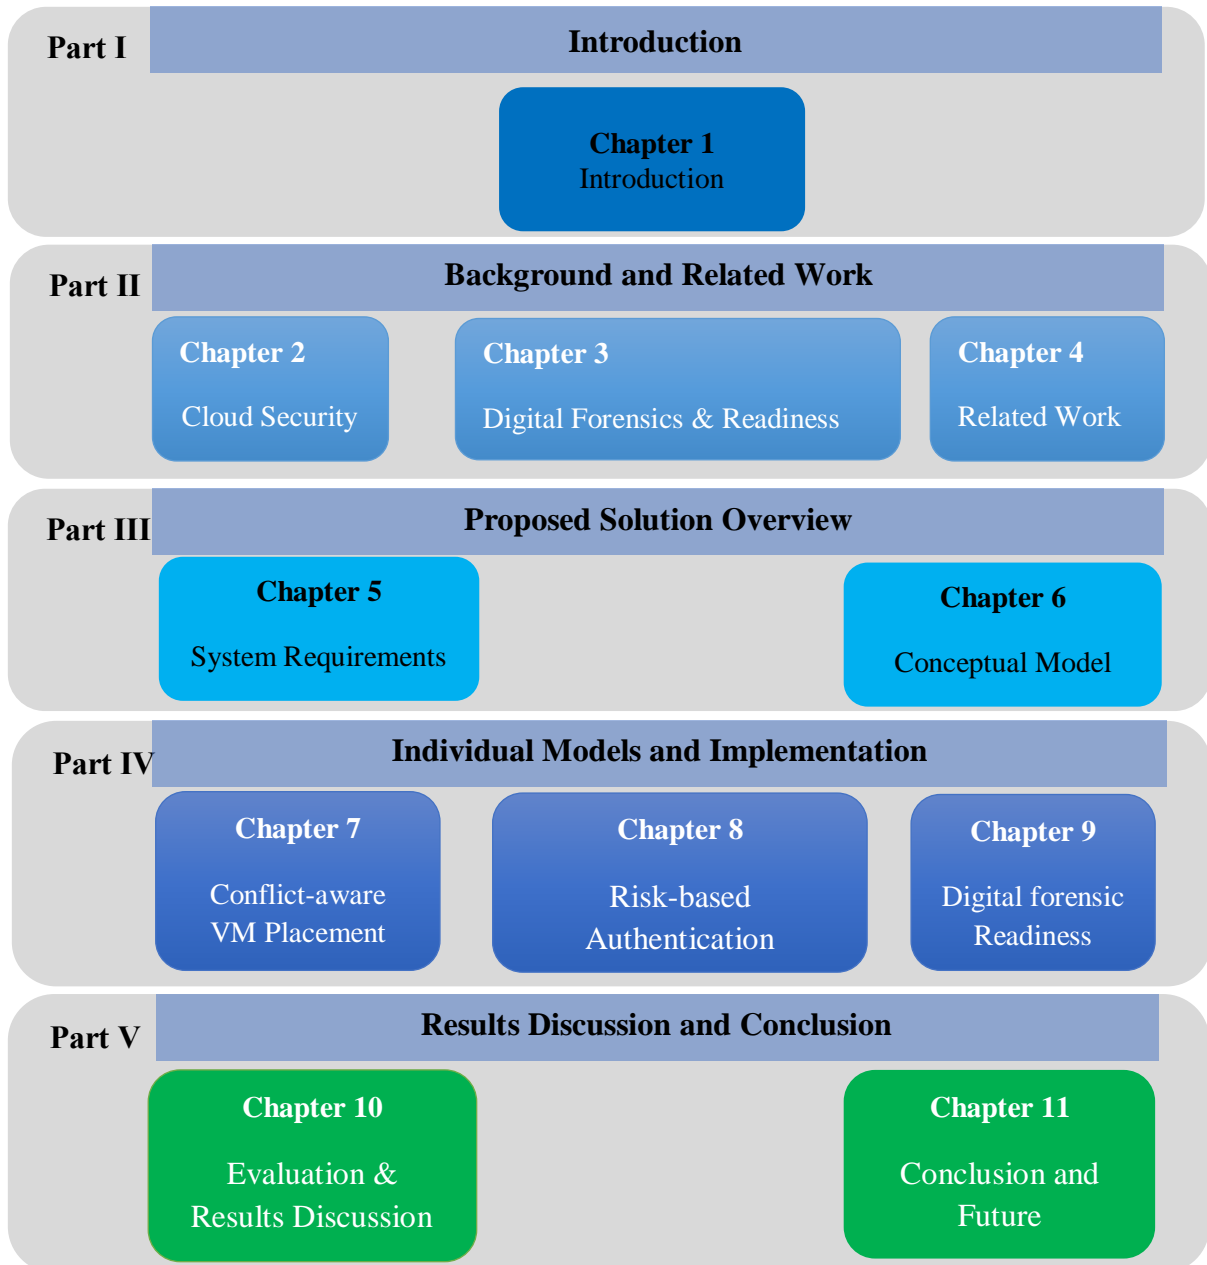 Part I
Introduction
Chapter 1
Introduction
Part II
Background and Related Work
Chapter 2
Cloud Security
Chapter 3
Digital Forensics & Readiness
Chapter 4
Related Work
Part III
Proposed Solution Overview
Chapter 5
System Requirements
Chapter 6
Conceptual Model
Part IV
Individual Models and Implementation
Chapter 7
Conflict-aware
VM Placement
Chapter 8
Risk-based
Authentication
Chapter 9
Digital forensic
Readiness
Part V
Results Discussion and Conclusion
Chapter 10
Evaluation &
Results Discussion
Chapter 11
Conclusion and
Future